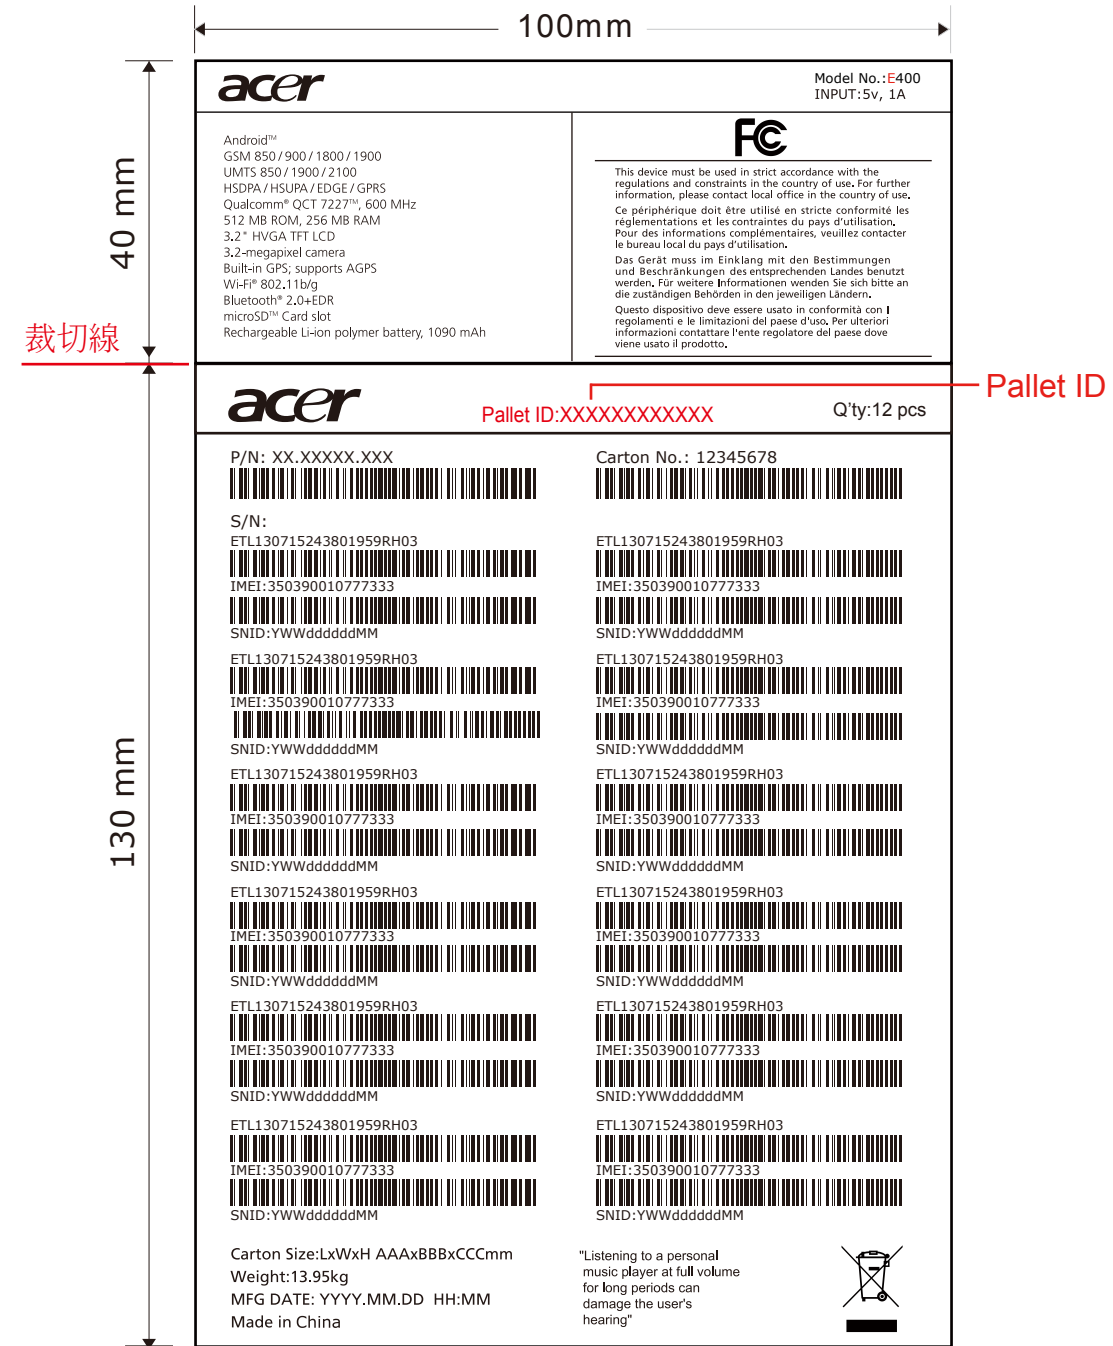 100mm
acer
Model No.:E400
INPUT:5v, 1A
40 mm
Android™
GSM 850 / 900 / 1800 / 1900
UMTS 850 / 1900 / 2100
HSDPA / HSUPA / EDGE / GPRS
Qualcomm® QCT 7227™, 600 MHz
512 MB ROM, 256 MB RAM
3.2" HVGA TFT LCD
3.2-megapixel camera
Built-in GPS; supports AGPS
Wi-Fi® 802.11b/g
Bluetooth® 2.0+EDR
microSD™ Card slot
Rechargeable Li-ion polymer battery, 1090 mAh
FC
This device must be used in strict accordance with the
regulations and constraints in the country of use. For further
information, please contact local office in the country of use.
Ce périphérique doit être utilisé en stricte conformité les
réglementations et les contraintes du pays d'utilisation.
Pour des informations complémentaires, veuillez contacter
le bureau local du pays d'utilisation.
Das Gerät muss im Einklang mit den Bestimmungen
und Beschränkungen des entsprechenden Landes benutzt
werden. Für weitere Informationen wenden Sie sich bitte an
die zuständigen Behörden in den jeweiligen Ländern.
Questo dispositivo deve essere usato in conformità con I
regolamenti e le limitazioni del paese d'uso. Per ulteriori
informazioni contattare l'ente regolatore del paese dove
viene usato il prodotto.
裁切線
acer
Pallet ID:XXXXXXXXXXXX
Q'ty:12 pcs
Pallet ID
130 mm
P/N: XX.XXXXX.XXX
Carton No.: 12345678
S/N:
ETL130715243801959RH03
IMEI:350390010777333
SNID:YWWddddddMM
ETL130715243801959RH03
IMEI:350390010777333
SNID:YWWddddddMM
ETL130715243801959RH03
IMEI:350390010777333
SNID:YWWddddddMM
ETL130715243801959RH03
IMEI:350390010777333
SNID:YWWddddddMM
ETL130715243801959RH03
IMEI:350390010777333
SNID:YWWddddddMM
ETL130715243801959RH03
IMEI:350390010777333
SNID:YWWddddddMM
ETL130715243801959RH03
IMEI:350390010777333
SNID:YWWddddddMM
ETL130715243801959RH03
IMEI:350390010777333
SNID:YWWddddddMM
ETL130715243801959RH03
IMEI:350390010777333
SNID:YWWddddddMM
ETL130715243801959RH03
IMEI:350390010777333
SNID:YWWddddddMM
ETL130715243801959RH03
IMEI:350390010777333
SNID:YWWddddddMM
ETL130715243801959RH03
IMEI:350390010777333
SNID:YWWddddddMM
Carton Size:LxWxH AAAxBBBxCCCmm
Weight:13.95kg
MFG DATE: YYYY.MM.DD HH:MM
Made in China
"Listening to a personal
music player at full volume
for long periods can
damage the user's
hearing"